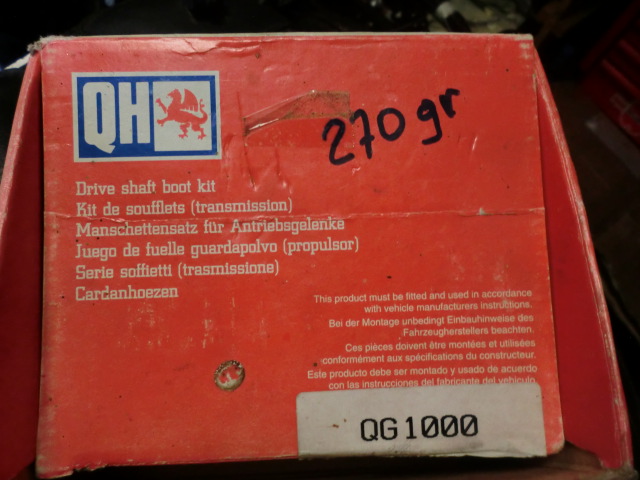 QH
270 gr
Drive shaft boot kit
Kit de soufflets (transmission)
Manschettensatz für Antriebsgelenke
Juego de fuelle guardapolvo (propulsor)
Serie soffietti (trasmissione)
Cardanhoezen
This product must be fitted and used in accordance
with vehicle manufacturers instructions.
Bei der Montage unbedingt Einbauhinweise des
Fahrzeugherstellers beachten.
Ces pièces doivent être montées et utilisées
conformément aux spécifications du constructeur.
Este producto debe ser montado y usado de acuerdo
con las instrucciones del fabricante del vehículo
QG1000